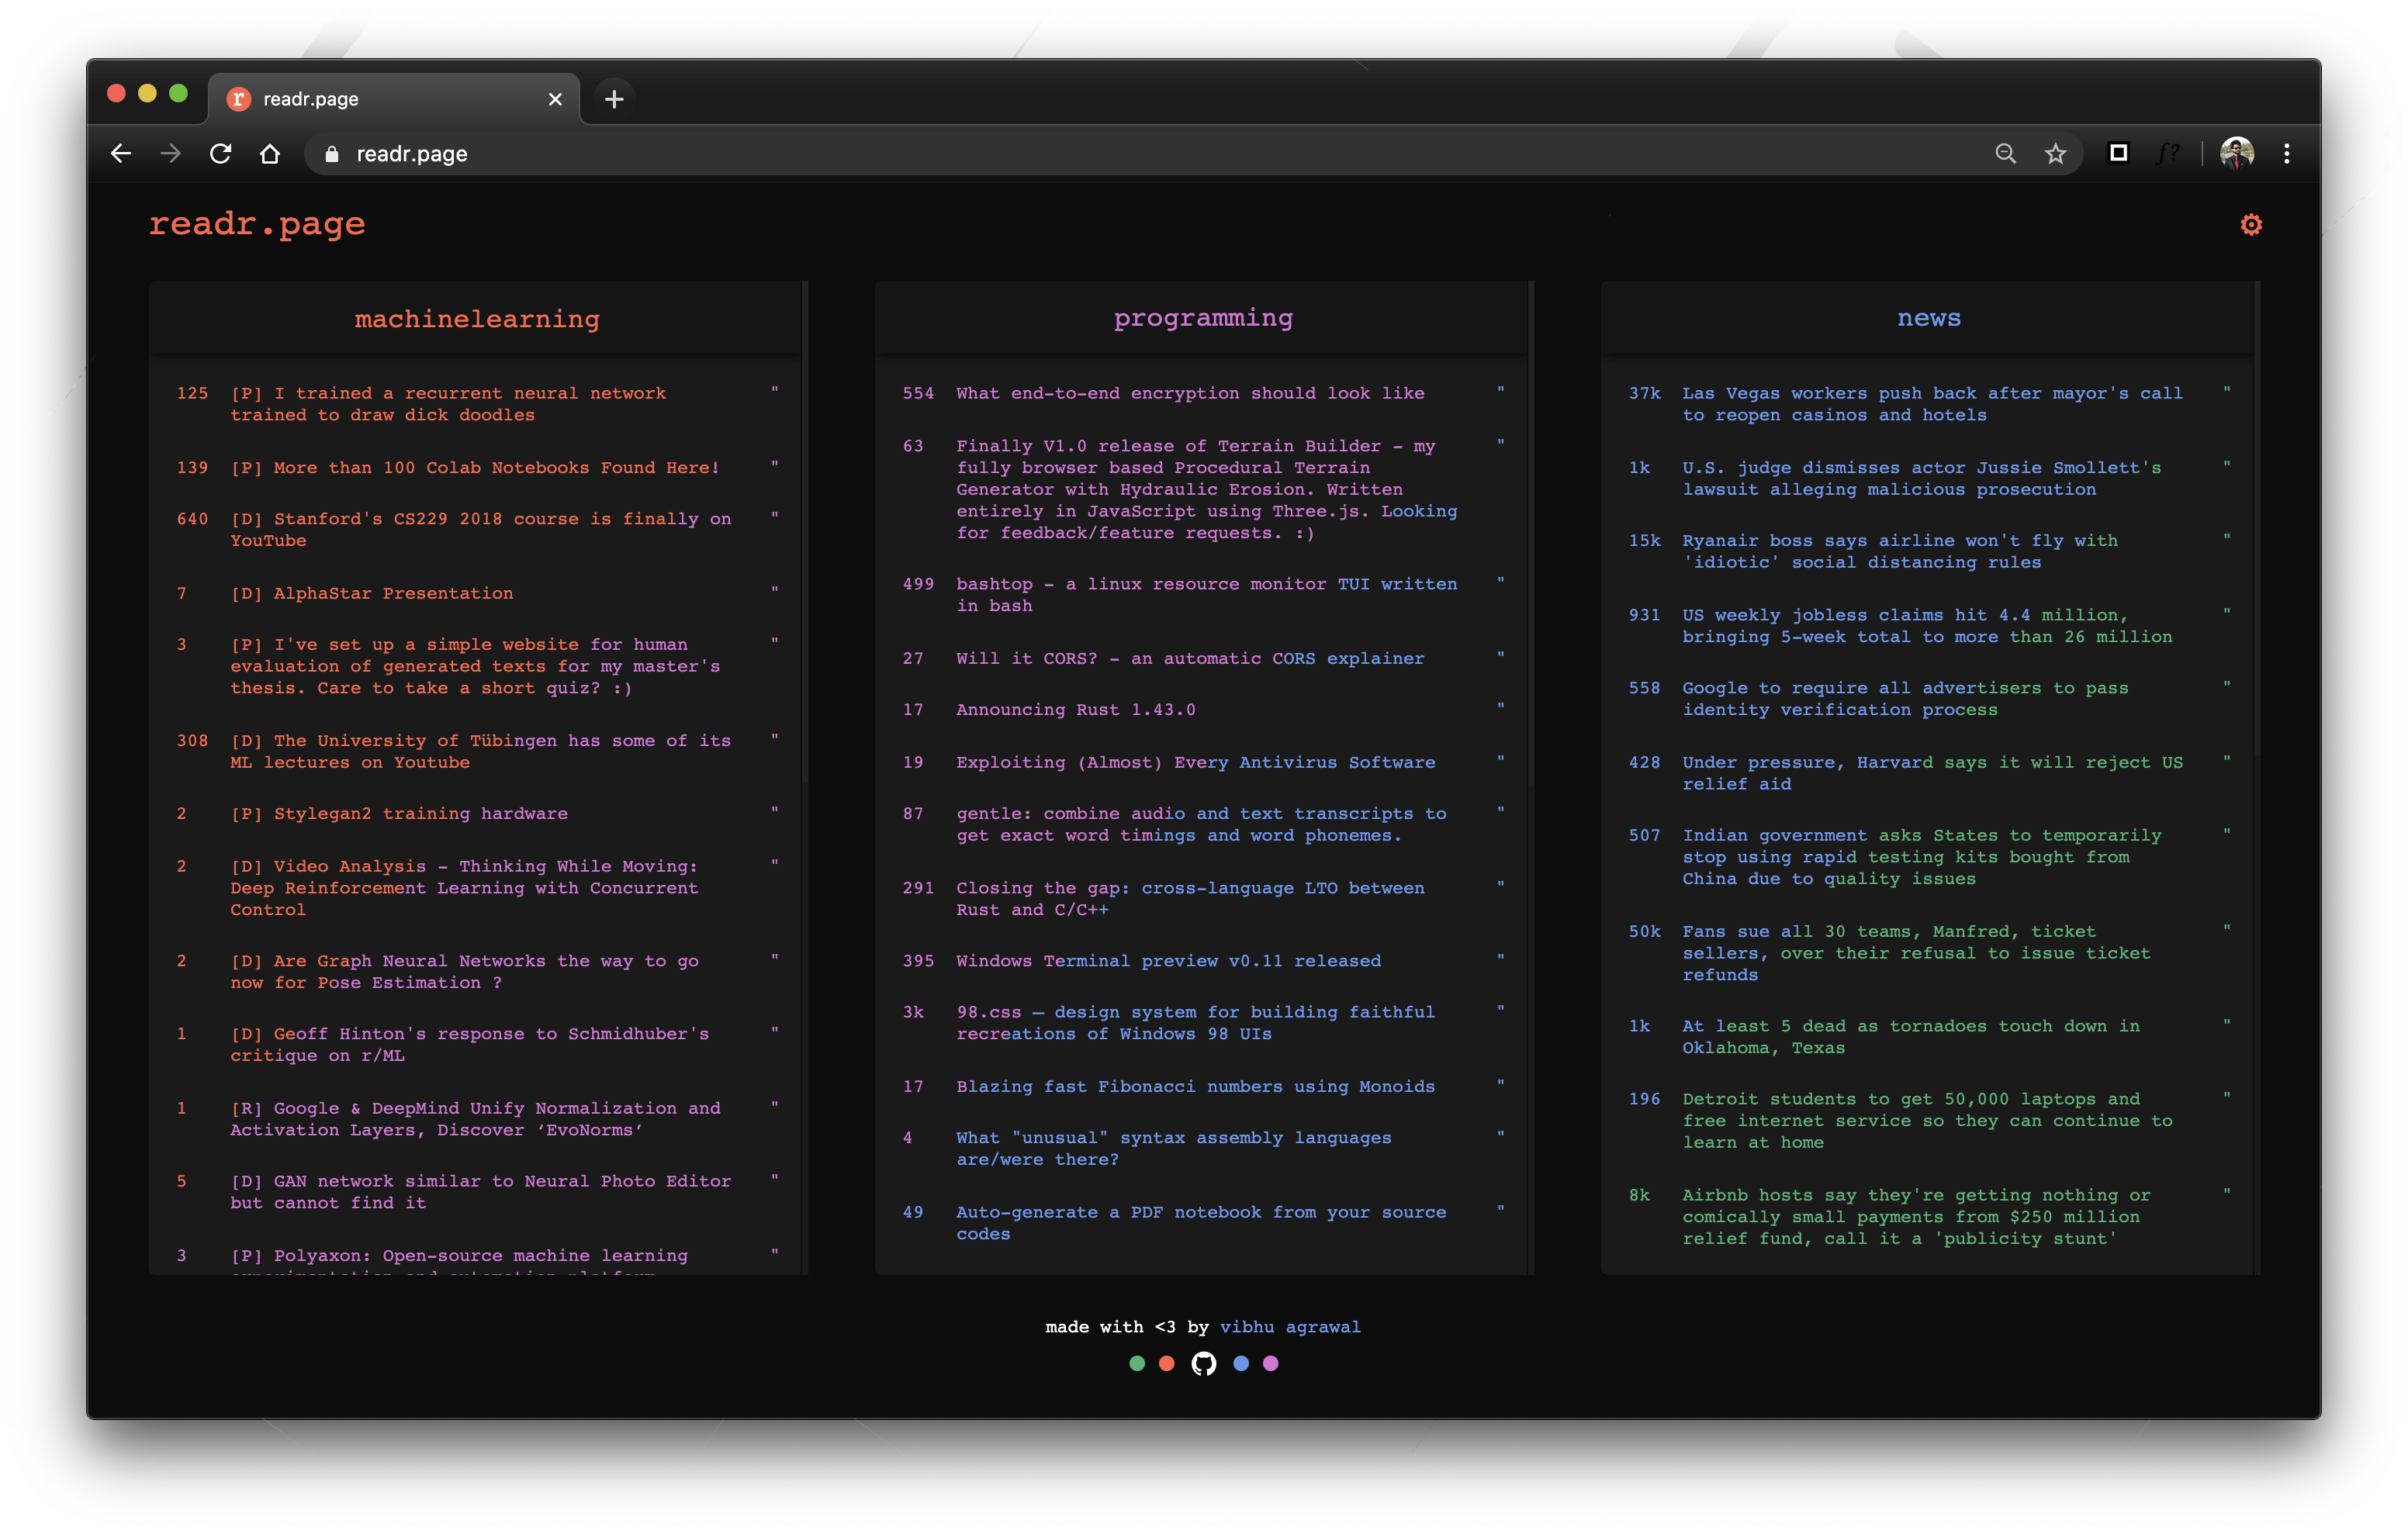 readr.page
readr.page
f?
readr.page
machinelearning
125 [P] I trained a recurrent neural network "
trained to draw dick doodles
139 [P] More than 100 Colab Notebooks Found Here! "
640 [D] Stanford's CS229 2018 course is finally on "
YouTube
7 [D] AlphaStar Presentation "
3 [P] I've set up a simple website for human "
evaluation of generated texts for my master's
thesis. Care to take a short quiz? :)
308 [D] The University of Tübingen has some of its "
ML lectures on Youtube
2 [P] Stylegan2 training hardware "
2 [D] Video Analysis - Thinking While Moving: "
Deep Reinforcement Learning with Concurrent
Control
2 [D] Are Graph Neural Networks the way to go "
now for Pose Estimation ?
1 [D] Geoff Hinton's response to Schmidhuber's "
critique on r/ML
1 [R] Google & DeepMind Unify Normalization and "
Activation Layers, Discover ‘EvoNorms’
5 [D] GAN network similar to Neural Photo Editor "
but cannot find it
3 [P] Polyaxon: Open-source machine learning "
programming
554 What end-to-end encryption should look like "
63 Finally V1.0 release of Terrain Builder - my "
fully browser based Procedural Terrain
Generator with Hydraulic Erosion. Written
entirely in JavaScript using Three.js. Looking
for feedback/feature requests. :)
499 bashtop - a linux resource monitor TUI written "
in bash
27 Will it CORS? - an automatic CORS explainer "
17 Announcing Rust 1.43.0 "
19 Exploiting (Almost) Every Antivirus Software "
87 gentle: combine audio and text transcripts to "
get exact word timings and word phonemes.
291 Closing the gap: cross-language LTO between "
Rust and C/C++
395 Windows Terminal preview v0.11 released "
3k 98.css — design system for building faithful "
recreations of Windows 98 UIs
17 Blazing fast Fibonacci numbers using Monoids "
4 What "unusual" syntax assembly languages "
are/were there?
49 Auto-generate a PDF notebook from your source "
codes
news
37k Las Vegas workers push back after mayor's call "
to reopen casinos and hotels
1k U.S. judge dismisses actor Jussie Smollett's "
lawsuit alleging malicious prosecution
15k Ryanair boss says airline won't fly with "
'idiotic' social distancing rules
931 US weekly jobless claims hit 4.4 million, "
bringing 5-week total to more than 26 million
558 Google to require all advertisers to pass "
identity verification process
428 Under pressure, Harvard says it will reject US "
relief aid
507 Indian government asks States to temporarily "
stop using rapid testing kits bought from
China due to quality issues
50k Fans sue all 30 teams, Manfred, ticket "
sellers, over their refusal to issue ticket
refunds
1k At least 5 dead as tornadoes touch down in "
Oklahoma, Texas
196 Detroit students to get 50,000 laptops and "
free internet service so they can continue to
learn at home
8k Airbnb hosts say they're getting nothing or "
comically small payments from $250 million
relief fund, call it a 'publicity stunt'
made with <3 by vibhu agrawal